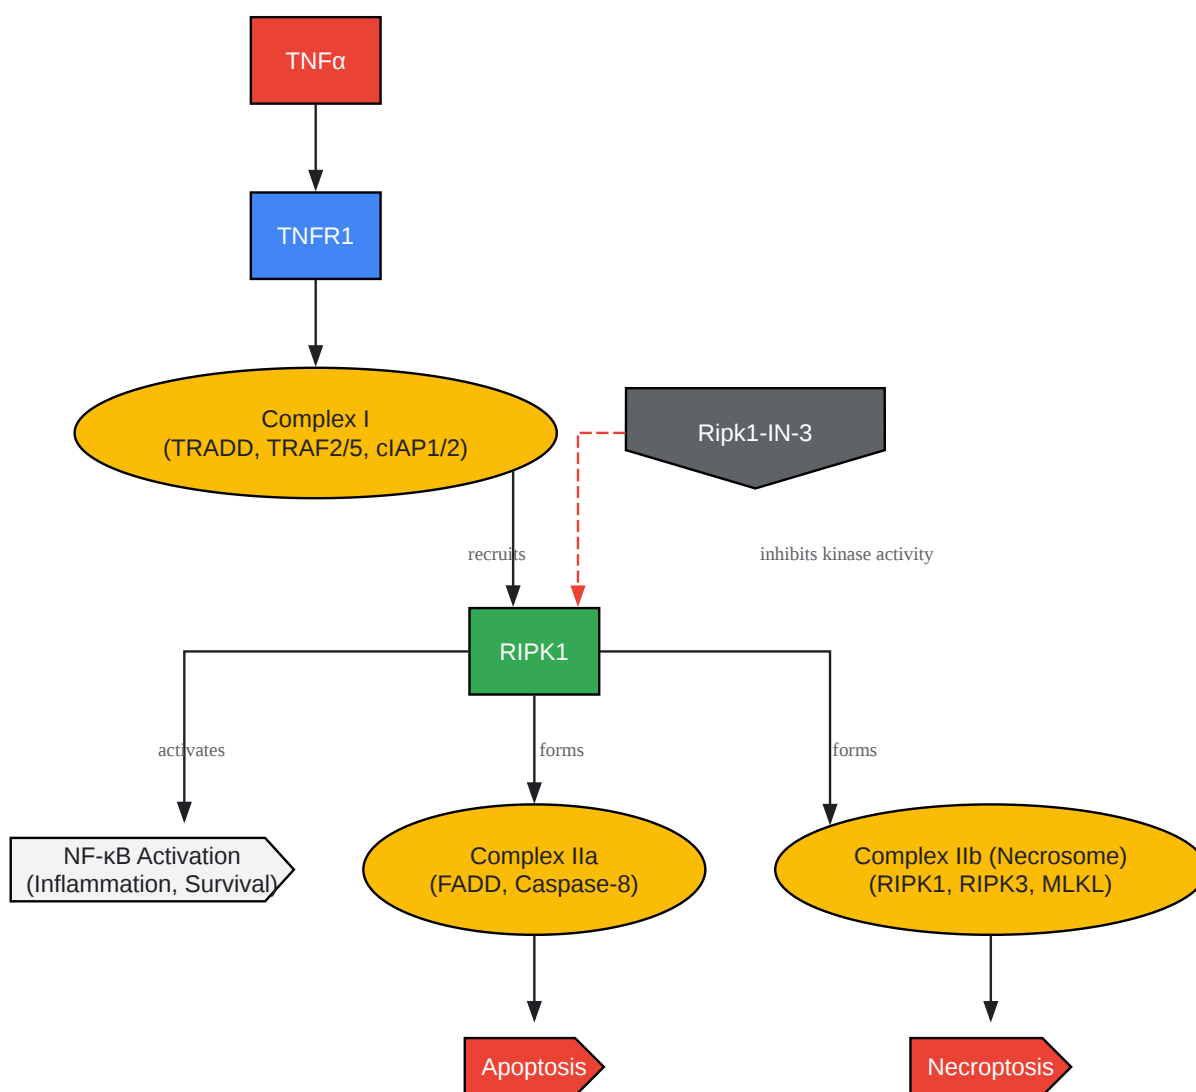 TNFα
TNFR1
Complex I
(TRADD, TRAF2/5, cIAP1/2)
Ripk1-IN-3
recruits
inhibits kinase activity
RIPK1
activates
forms
forms
NF-κB Activation
(Inflammation, Survival)
Complex IIa
(FADD, Caspase-8)
Complex IIb (Necrosome)
(RIPK1, RIPK3, MLKL)
Apoptosis
Necroptosis